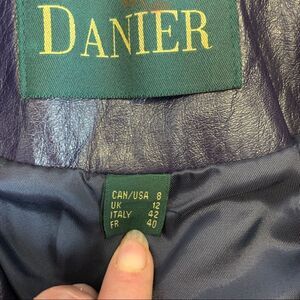 DANIER
CAN/USA 8
UK 12
ITALY 42
FR 40